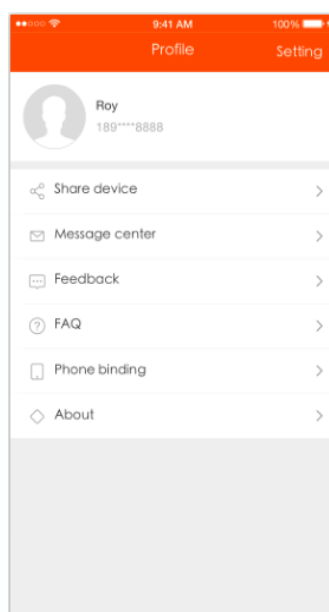 9:41 AM
100%
Profile
Setting
Roy
189****8888
Share device
Message center
Feedback
FAQ
Phone binding
About